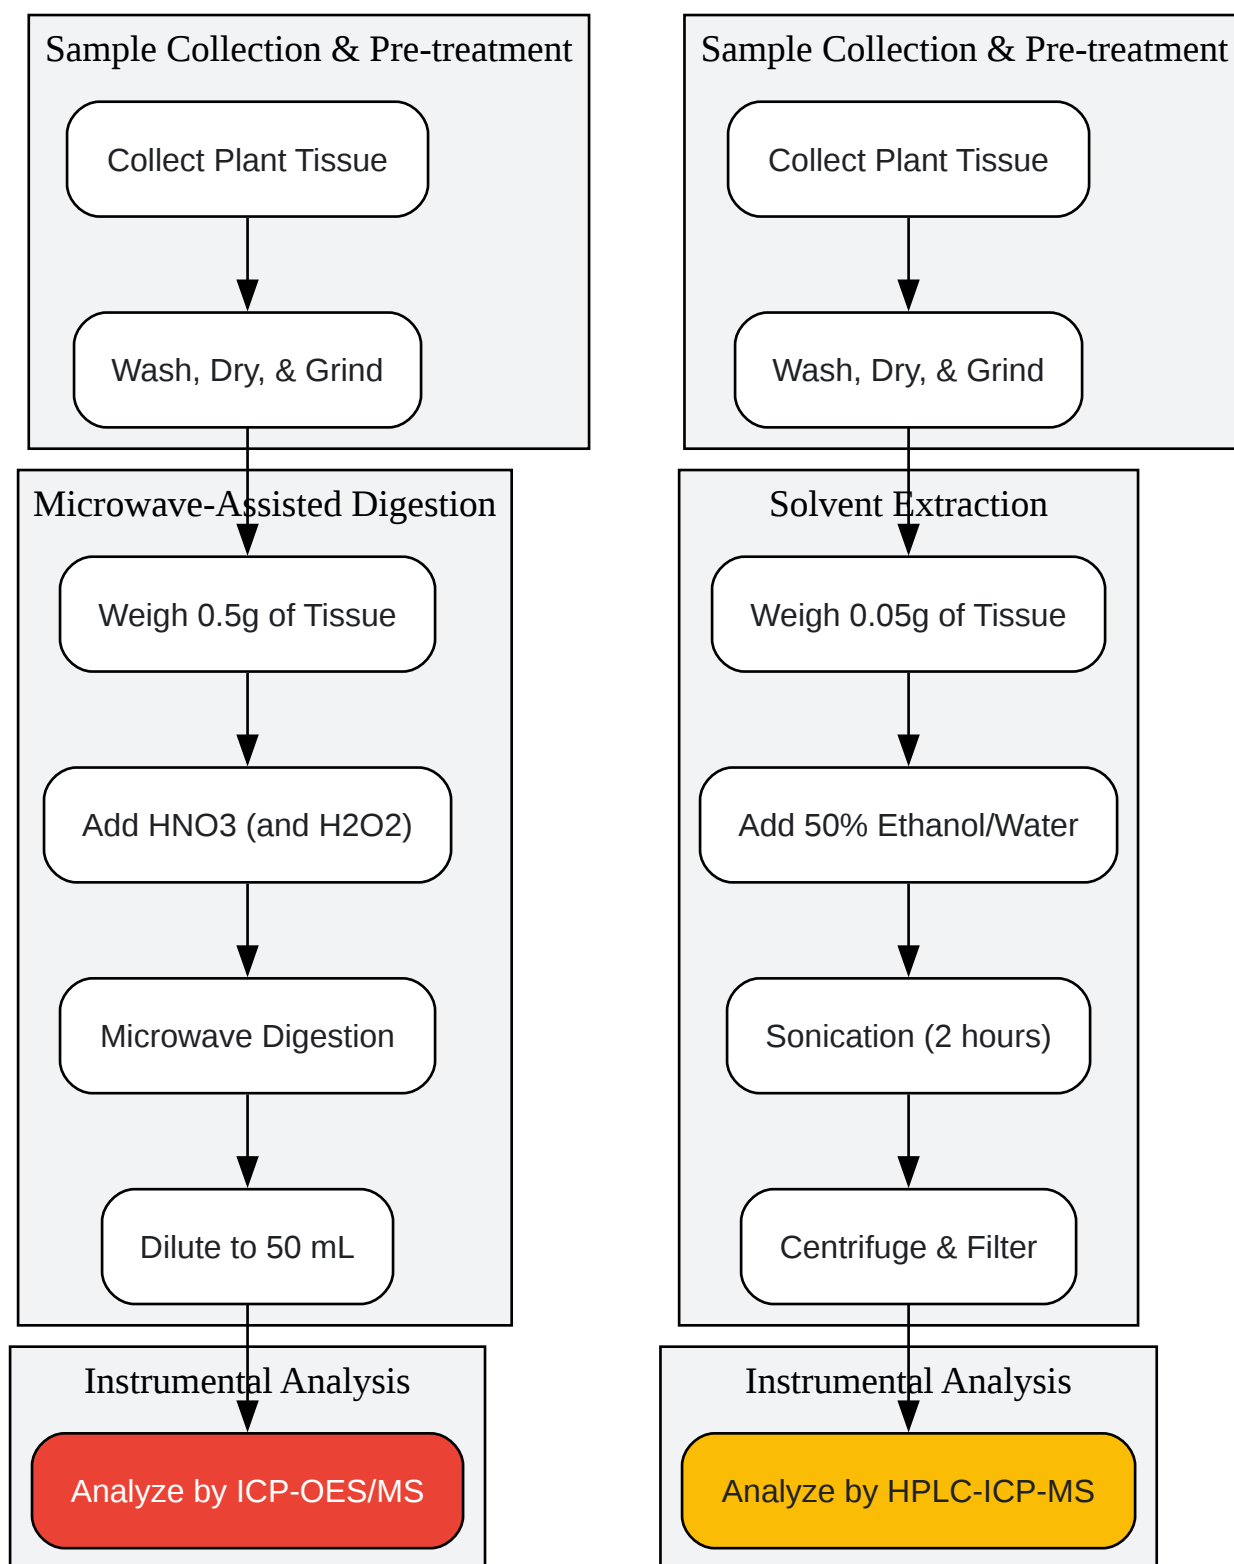 Sample Collection & Pre-treatment
Collect Plant Tissue
Wash, Dry, & Grind
Microwave-Assisted Digestion
Weigh 0.5g of Tissue
Add HNO3 (and H2O2)
Microwave Digestion
Dilute to 50 mL
Instrumental Analysis
Analyze by ICP-OES/MS
Sample Collection & Pre-treatment
Collect Plant Tissue
Wash, Dry, & Grind
Solvent Extraction
Weigh 0.05g of Tissue
Add 50% Ethanol/Water
Sonication (2 hours)
Centrifuge & Filter
Instrumental Analysis
Analyze by HPLC-ICP-MS